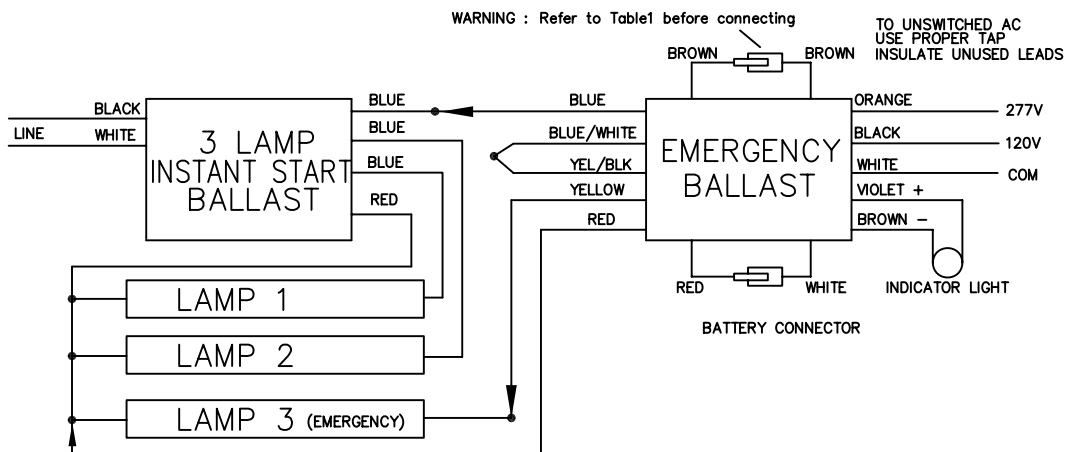 WARNING : Refer to Table1 before connecting
TO UNSWITCHED AC
USE PROPER TAP
INSULATE UNUSED LEADS
BROWN
BROWN
BLACK
LINE
WHITE
3 LAMP
INSTANT START
BALLAST
BLUE
BLUE
BLUE
RED
BLUE
BLUE/WHITE
YEL/BLK
YELLOW
RED
EMERGENCY
BALLAST
ORANGE
277V
BLACK
120V
WHITE
COM
VIOLET +
BROWN −
INDICATOR LIGHT
RED
WHITE
BATTERY CONNECTOR
LAMP 1
LAMP 2
LAMP 3 (EMERGENCY)